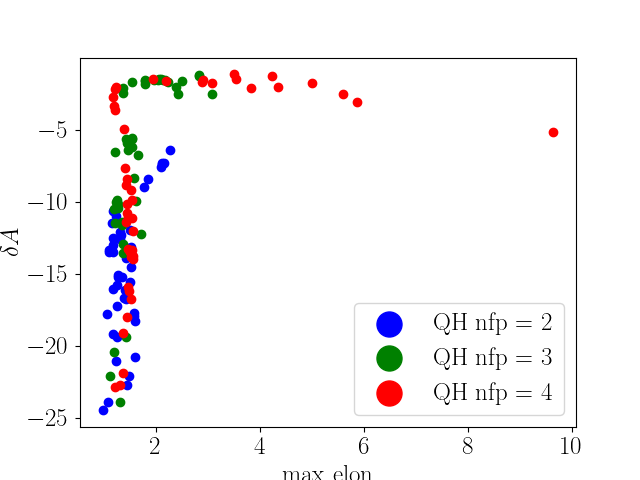 −5
−10
−15
−20
−25
δA
2
4
6
8
10
max elon
QH nfp = 2
QH nfp = 3
QH nfp = 4